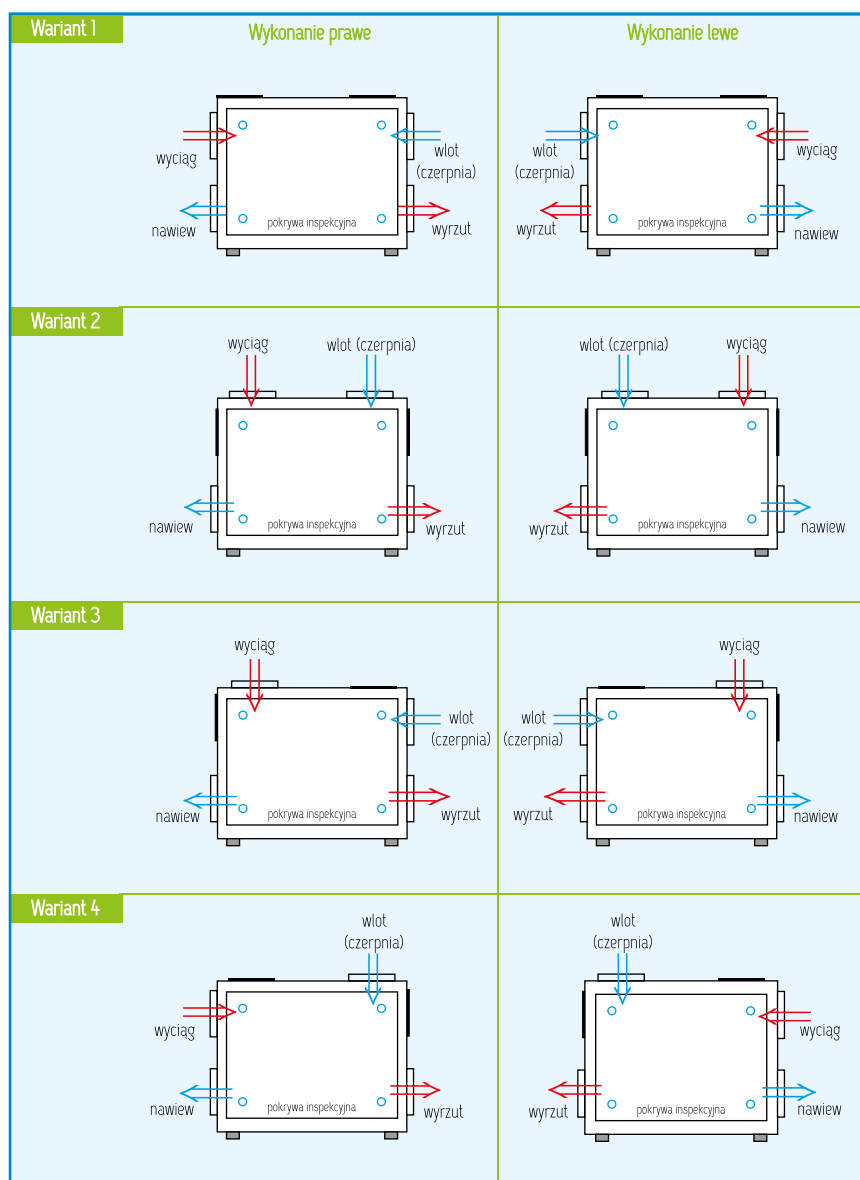 Wariant 1
Wykonanie prawe
Wykonanie lewe
wyciąg
wlot
(czerpnia)
nawiew
pokrywa inspekcyjna
wyrzut
wlot
(czerpnia)
wyciąg
wyrzut
pokrywa inspekcyjna
nawiew
Wariant 2
wyciąg
wlot (czerpnia)
nawiew
pokrywa inspekcyjna
wyrzut
wlot (czerpnia)
wyciąg
wyrzut
pokrywa inspekcyjna
nawiew
Wariant 3
wyciąg
wlot
(czerpnia)
nawiew
pokrywa inspekcyjna
wyrzut
wyciąg
wlot
(czerpnia)
wyrzut
pokrywa inspekcyjna
nawiew
Wariant 4
wlot
(czerpnia)
wyciąg
nawiew
pokrywa inspekcyjna
wyrzut
wlot
(czerpnia)
wyciąg
wyrzut
pokrywa inspekcyjna
nawiew